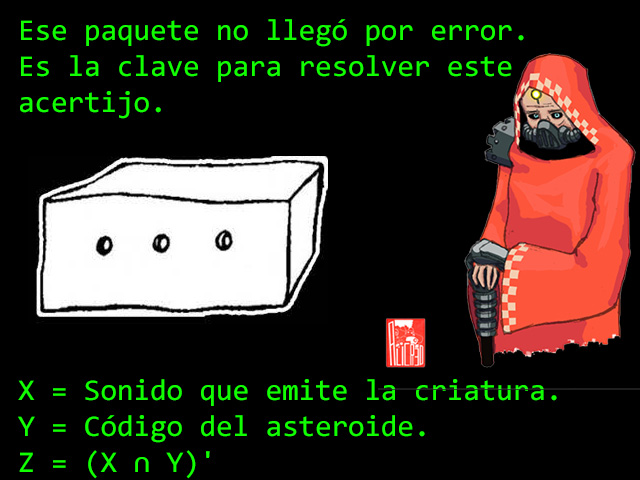 Ese paquete no llegó por error.
Es la clave para resolver este
acertijo.
X = Sonido que emite la criatura.
Y = Código del asteroide.
Z = (X ∩ Y)'